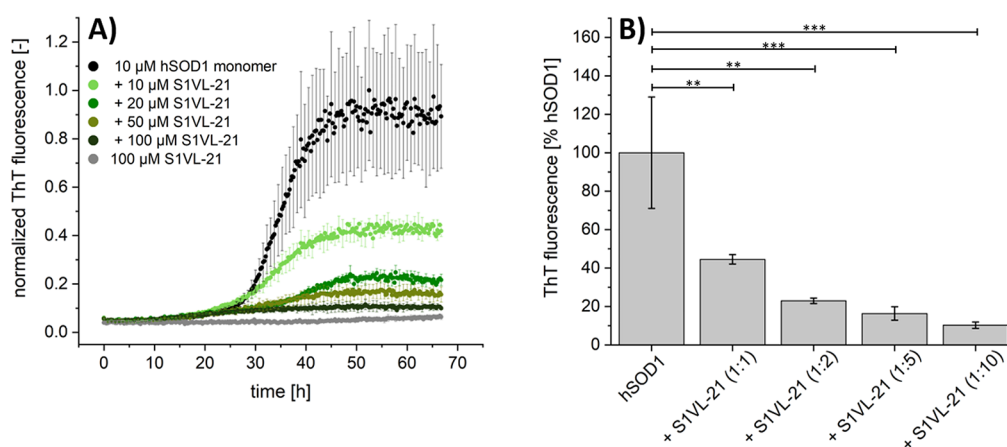 A)
normalized ThT fluorescence [-]
1.2
1.0
0.8
0.6
0.4
0.2
0.0
10 µM hSOD1 monomer
+ 10 µM S1VL-21
+ 20 µM S1VL-21
+ 50 µM S1VL-21
+ 100 µM S1VL-21
100 µM S1VL-21
0 10 20 30 40 50 60 70
time [h]
B)
ThT fluorescence [% hSOD1]
160
140
120
100
80
60
40
20
0
***
***
**
**
hSOD1
+ S1VL-21 (1:1)
+ S1VL-21 (1:2)
+ S1VL-21 (1:5)
+ S1VL-21 (1:10)